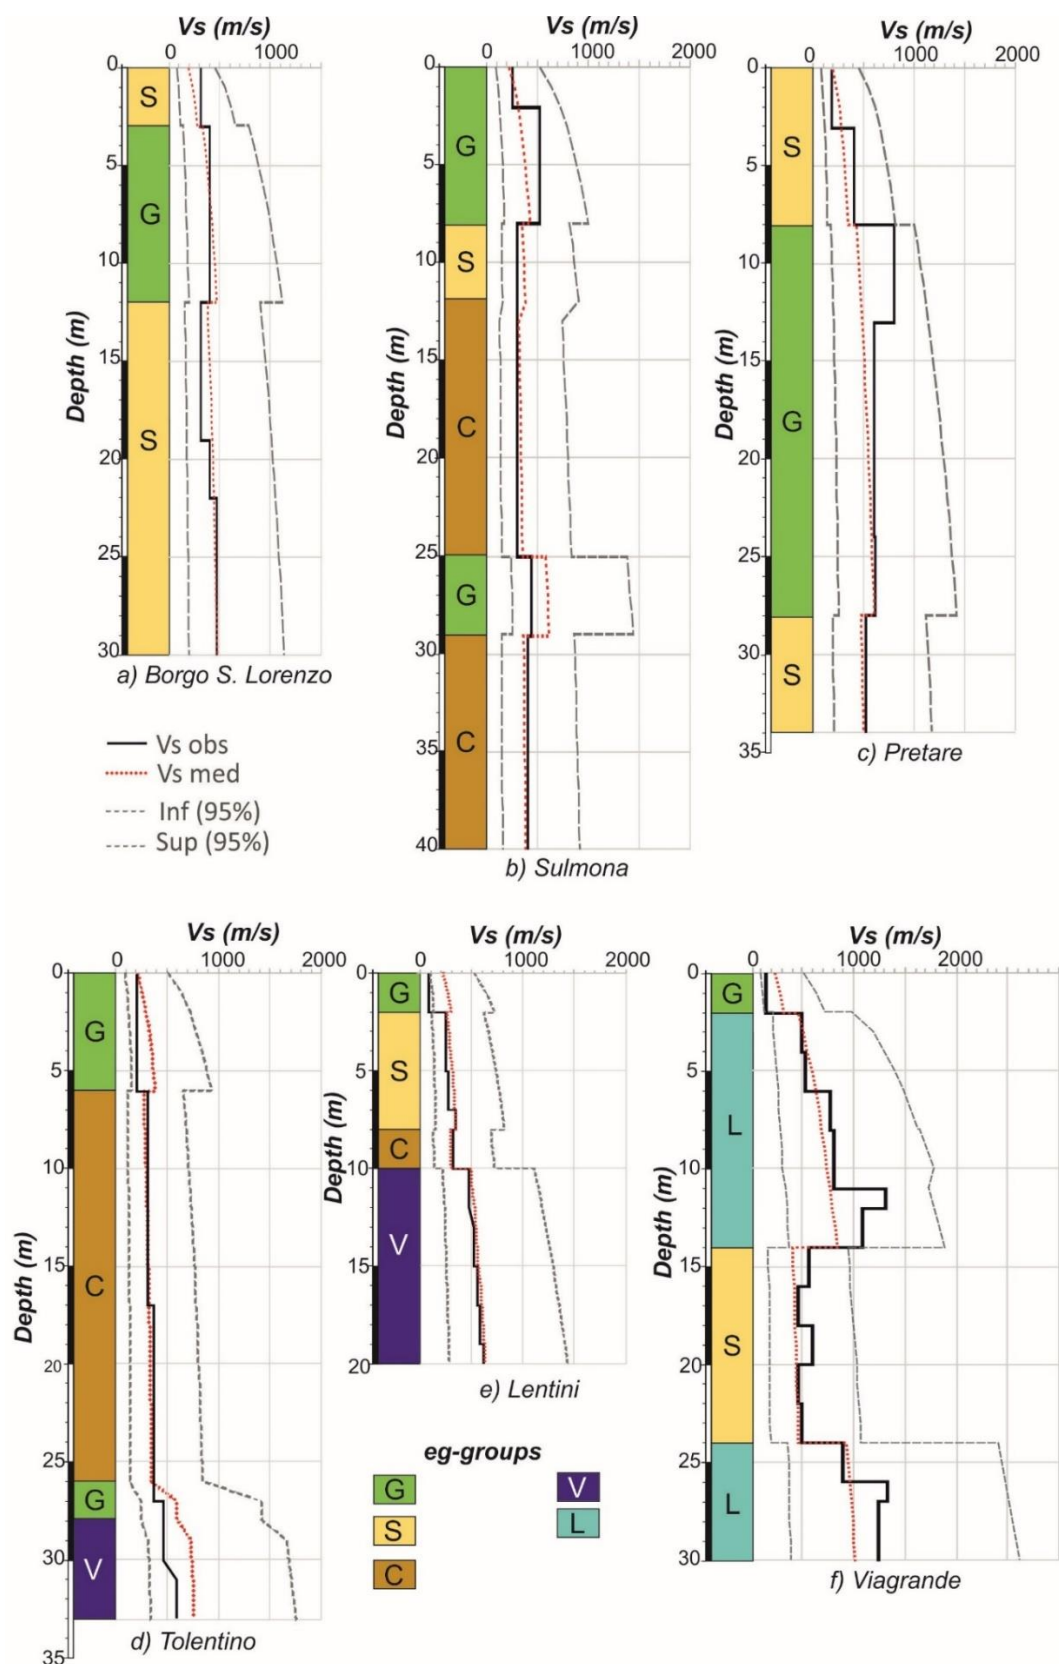 Vs (m/s)
0 1000
0
5
10
15
20
25
30
Depth (m)
S
G
S
a) Borgo S. Lorenzo
Vs obs
Vs med
Inf (95%)
Sup (95%)
Vs (m/s)
0 1000 2000
0
5
10
15
20
25
30
35
40
Depth (m)
G
S
C
G
C
b) Sulmona
Vs (m/s)
0 1000 2000
0
5
10
15
20
25
30
35
Depth (m)
S
G
S
c) Pretare
Vs (m/s)
0 1000 2000
0
5
10
15
20
25
30
35
Depth (m)
G
C
G
V
d) Tolentino
Vs (m/s)
0 1000 2000
0
5
10
15
20
Depth (m)
G
S
C
V
e) Lentini
eg-groups
G V
S L
C
Vs (m/s)
0 1000 2000
0
5
10
15
20
25
30
Depth (m)
G
L
S
L
f) Viagrande